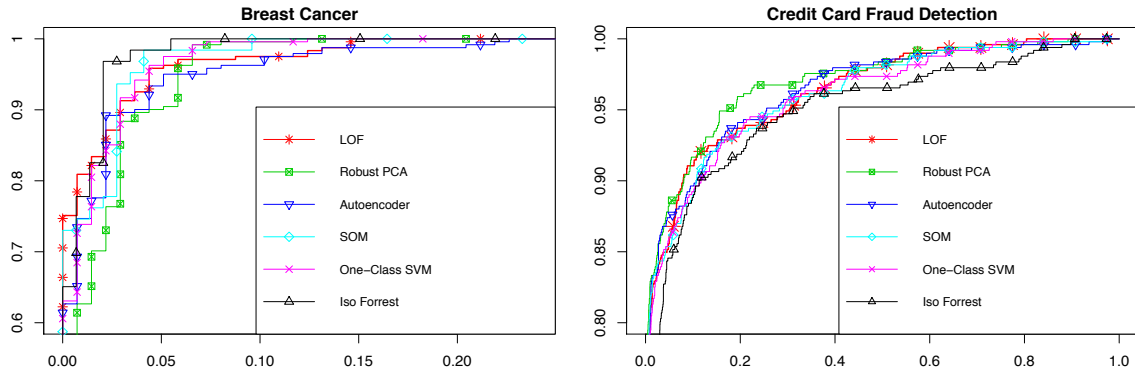 Breast Cancer
1
0.9
0.8
0.7
0.6
LOF
Robust PCA
Autoencoder
SOM
One−Class SVM
Iso Forrest
0.00 0.05 0.10 0.15 0.20
Credit Card Fraud Detection
1.00
0.95
0.90
0.85
0.80
LOF
Robust PCA
Autoencoder
SOM
One−Class SVM
Iso Forrest
0.0 0.2 0.4 0.6 0.8 1.0